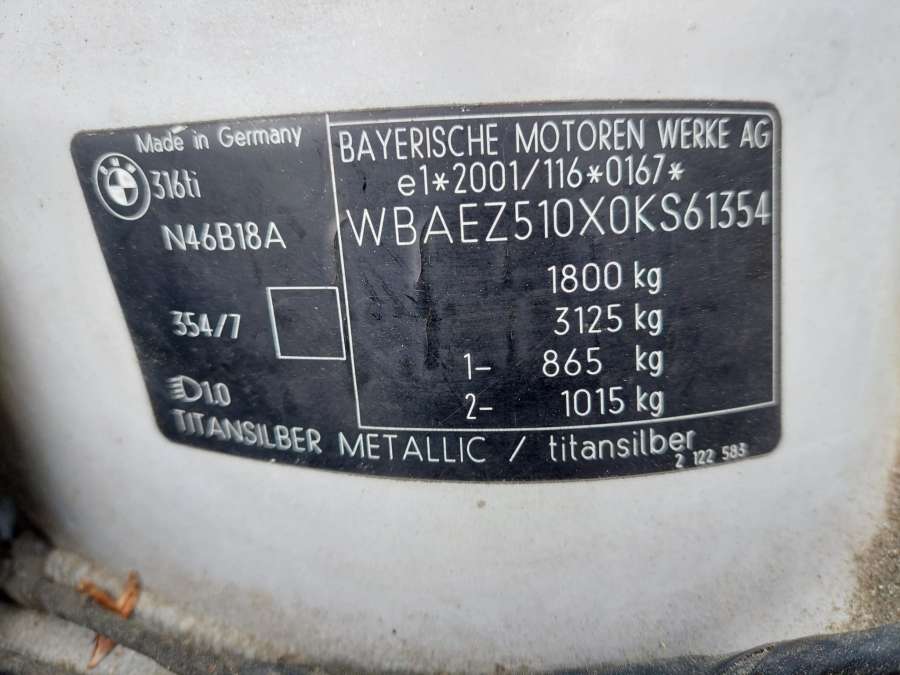 Made in Germany
BMW
316ti
N46B18A
354/7
D1.0
BAYERISCHE MOTOREN WERKE AG
e1*2001/116*0167*
WBAEZ510X0KS61354
1800 kg
3125 kg
1- 865 kg
2- 1015 kg
TITANSILBER METALLIC / titansilber
2 122 583